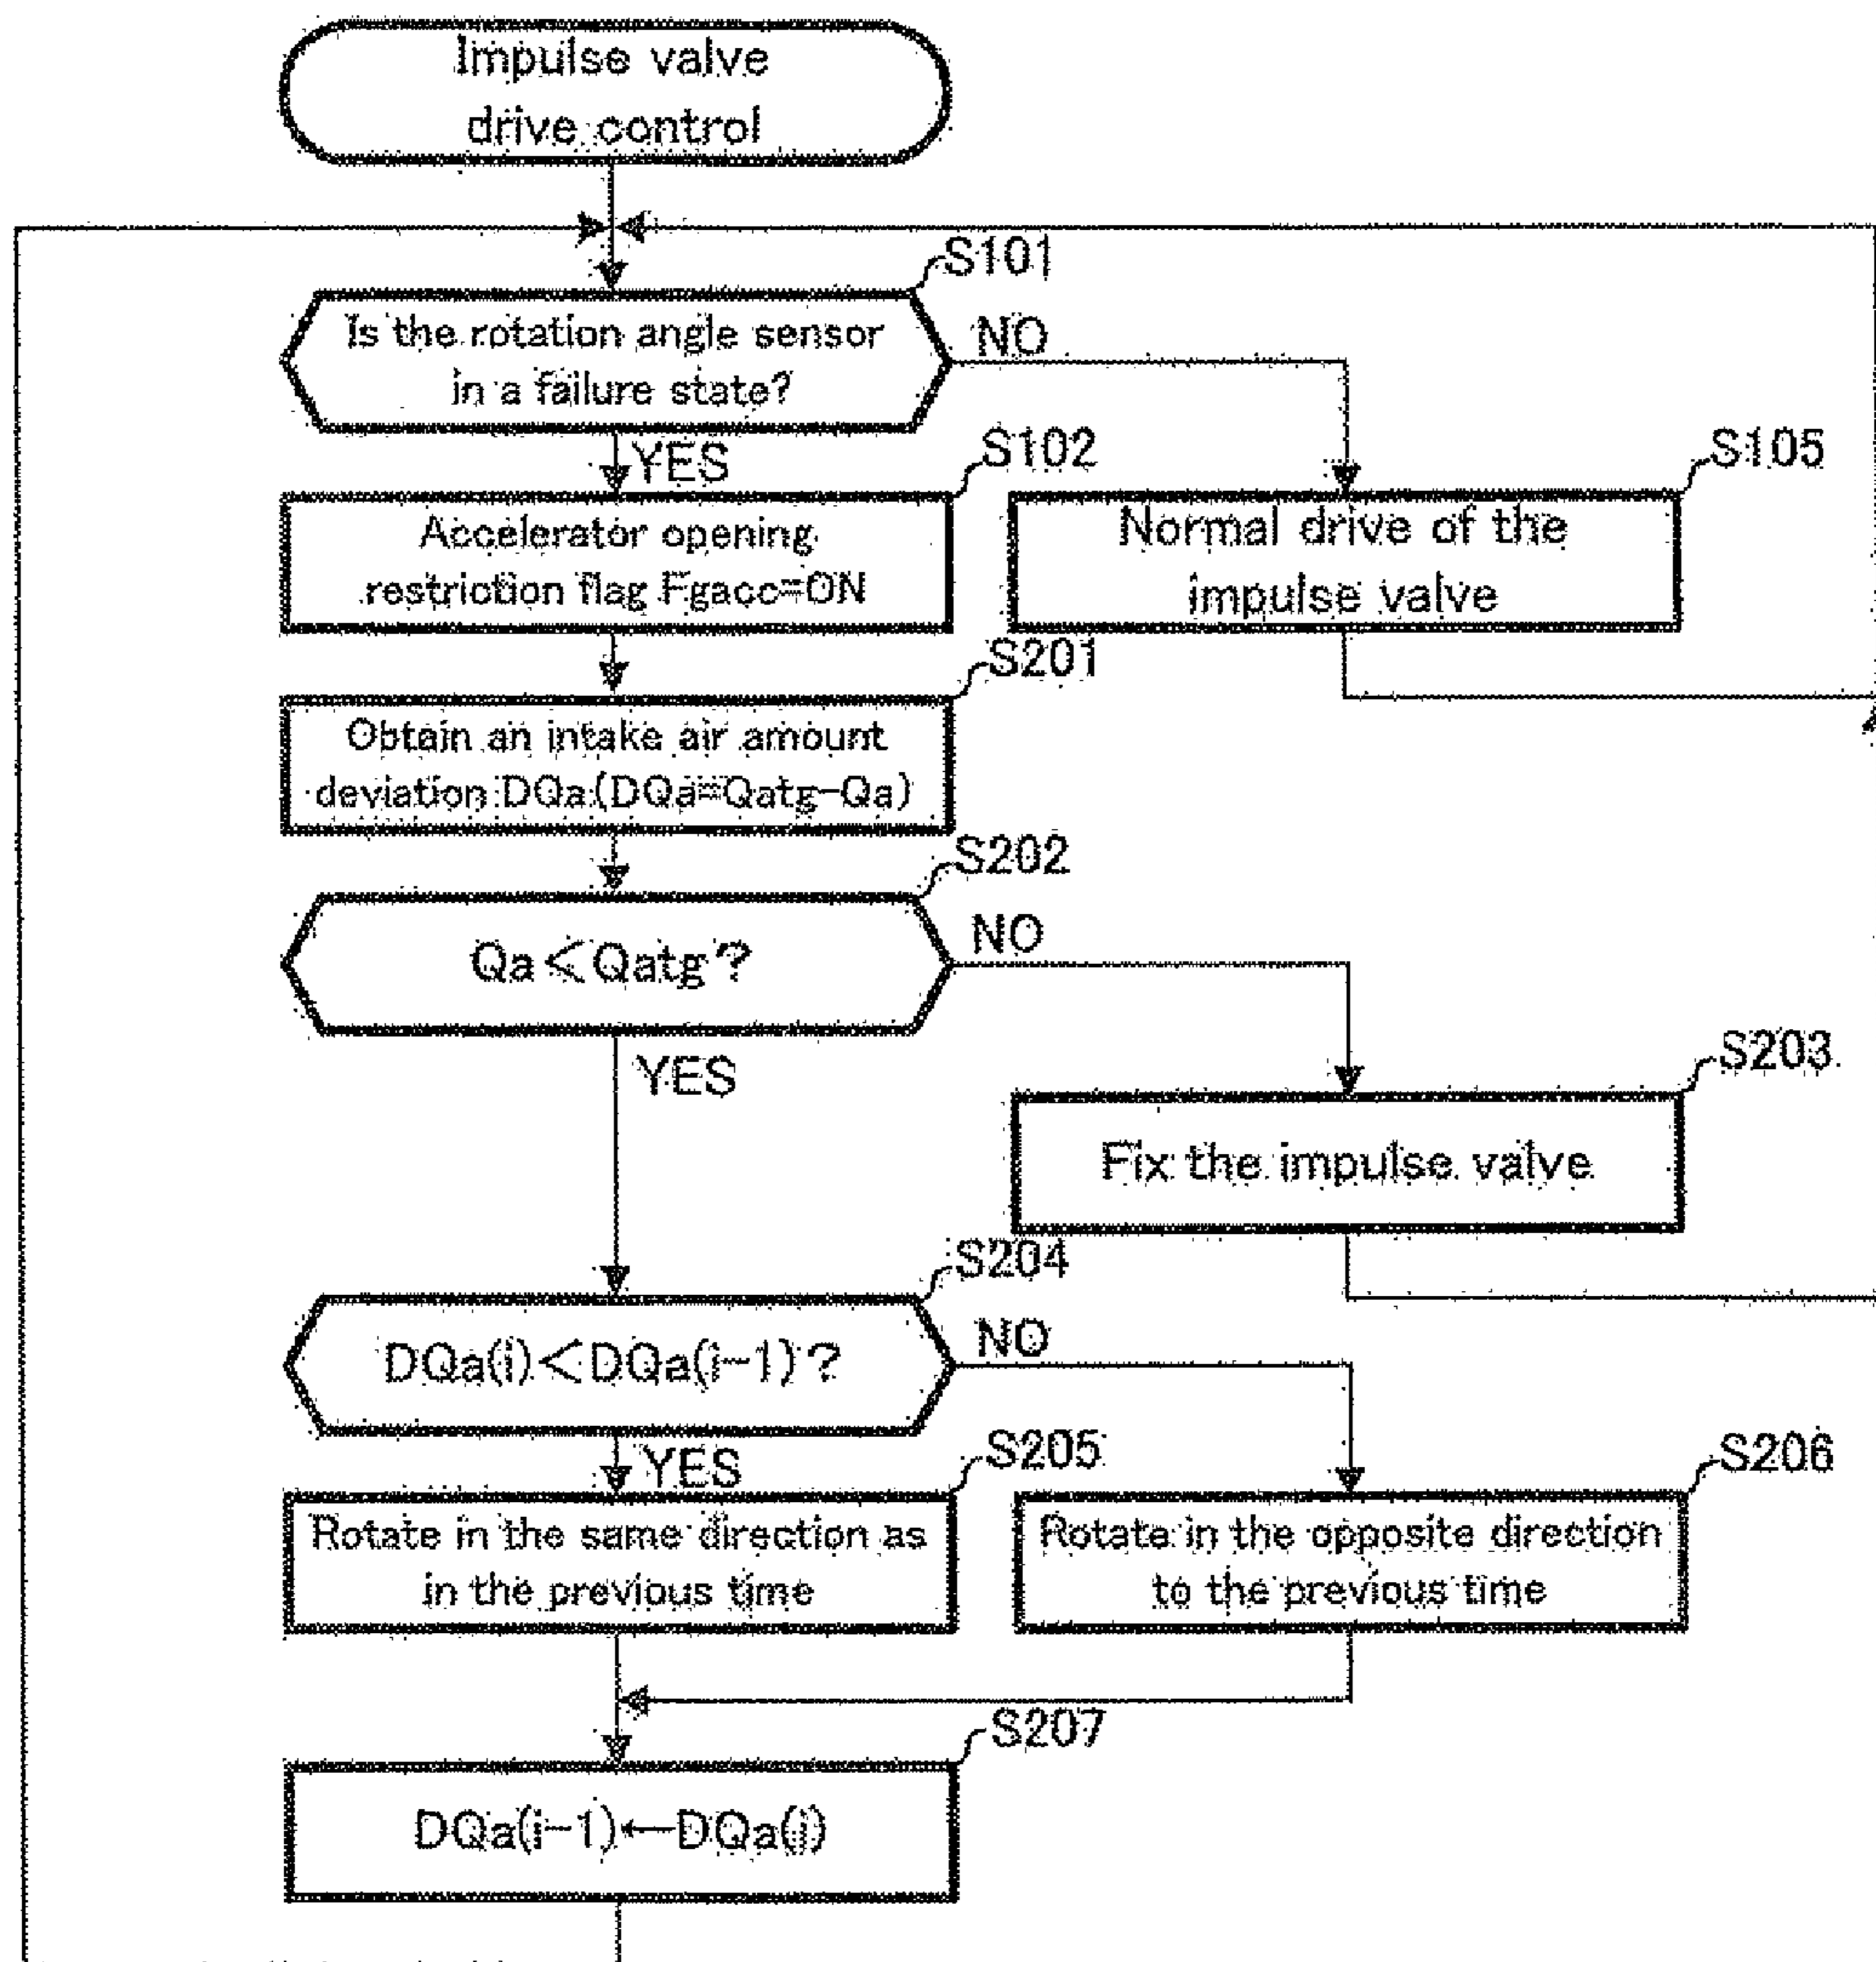 Impulse valve
drive control
S101
Is the rotation angle sensor
in a failure state?
NO
YES
S102
Accelerator opening
restriction flag Fgacc=ON
S105
Normal drive of the
impulse valve
S201
Obtain an intake air amount
deviation DQa(DQa=Qatg-Qa)
S202
Qa<Qatg?
NO
YES
S203
Fix the impulse valve
S204
DQa(i)<DQa(i-1)?
NO
YES
S205
Rotate in the same direction as
in the previous time
S206
Rotate in the opposite direction
to the previous time
S207
DQa(i-1)←DQa(i)